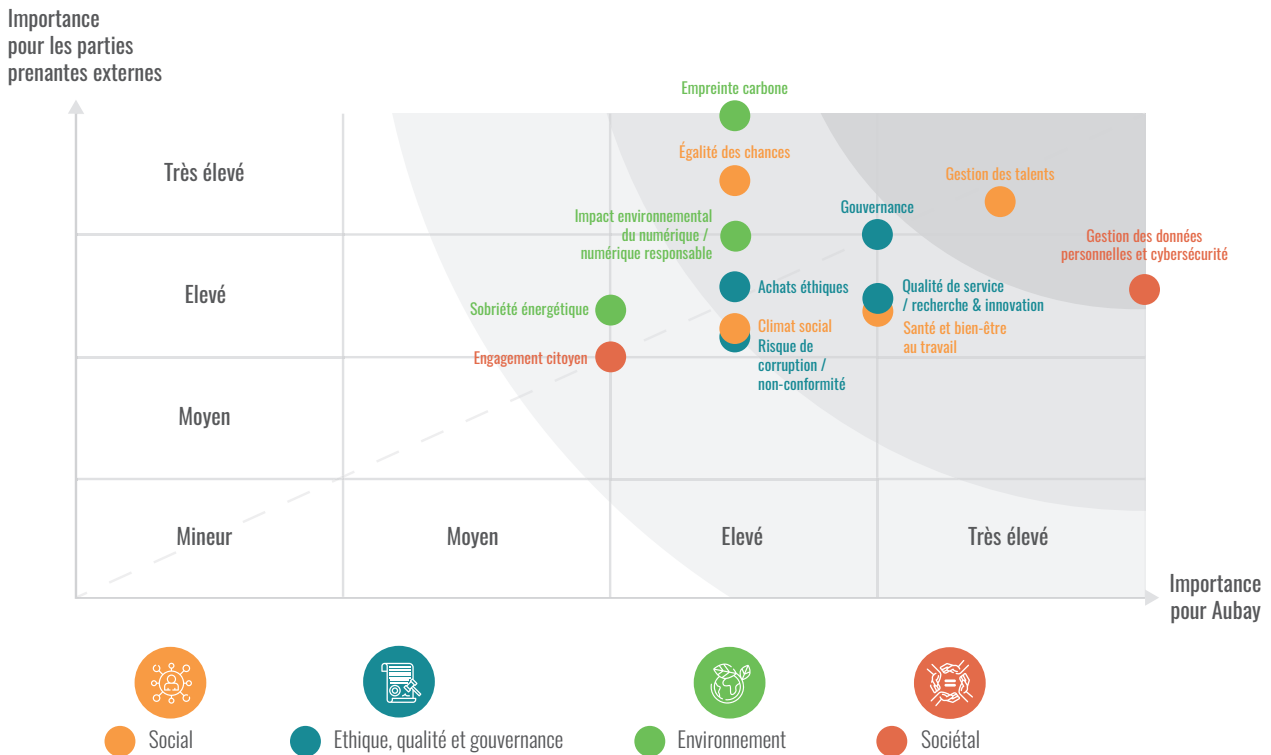 Importance
pour les parties
prenantes externes
Empreinte carbone
Très élevé
Égalité des chances
Gestion des talents
Impact environnemental
du numérique /
numérique responsable
Gouvernance
Gestion des données
personnelles et cybersécurité
Elevé
Achats éthiques
Qualité de service
/ recherche & innovation
Sobriété énergétique
Climat social
Santé et bien-être
au travail
Engagement citoyen
Risque de
corruption /
non-conformité
Moyen
Mineur
Moyen
Elevé
Très élevé
Importance
pour Aubay
Social
Ethique, qualité et gouvernance
Environnement
Sociétal